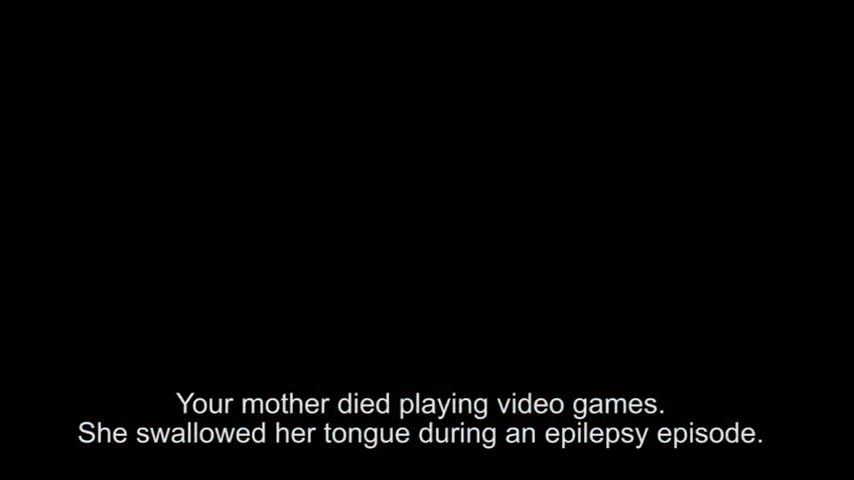 Your mother died playing video games.
She swallowed her tongue during an epilepsy episode.